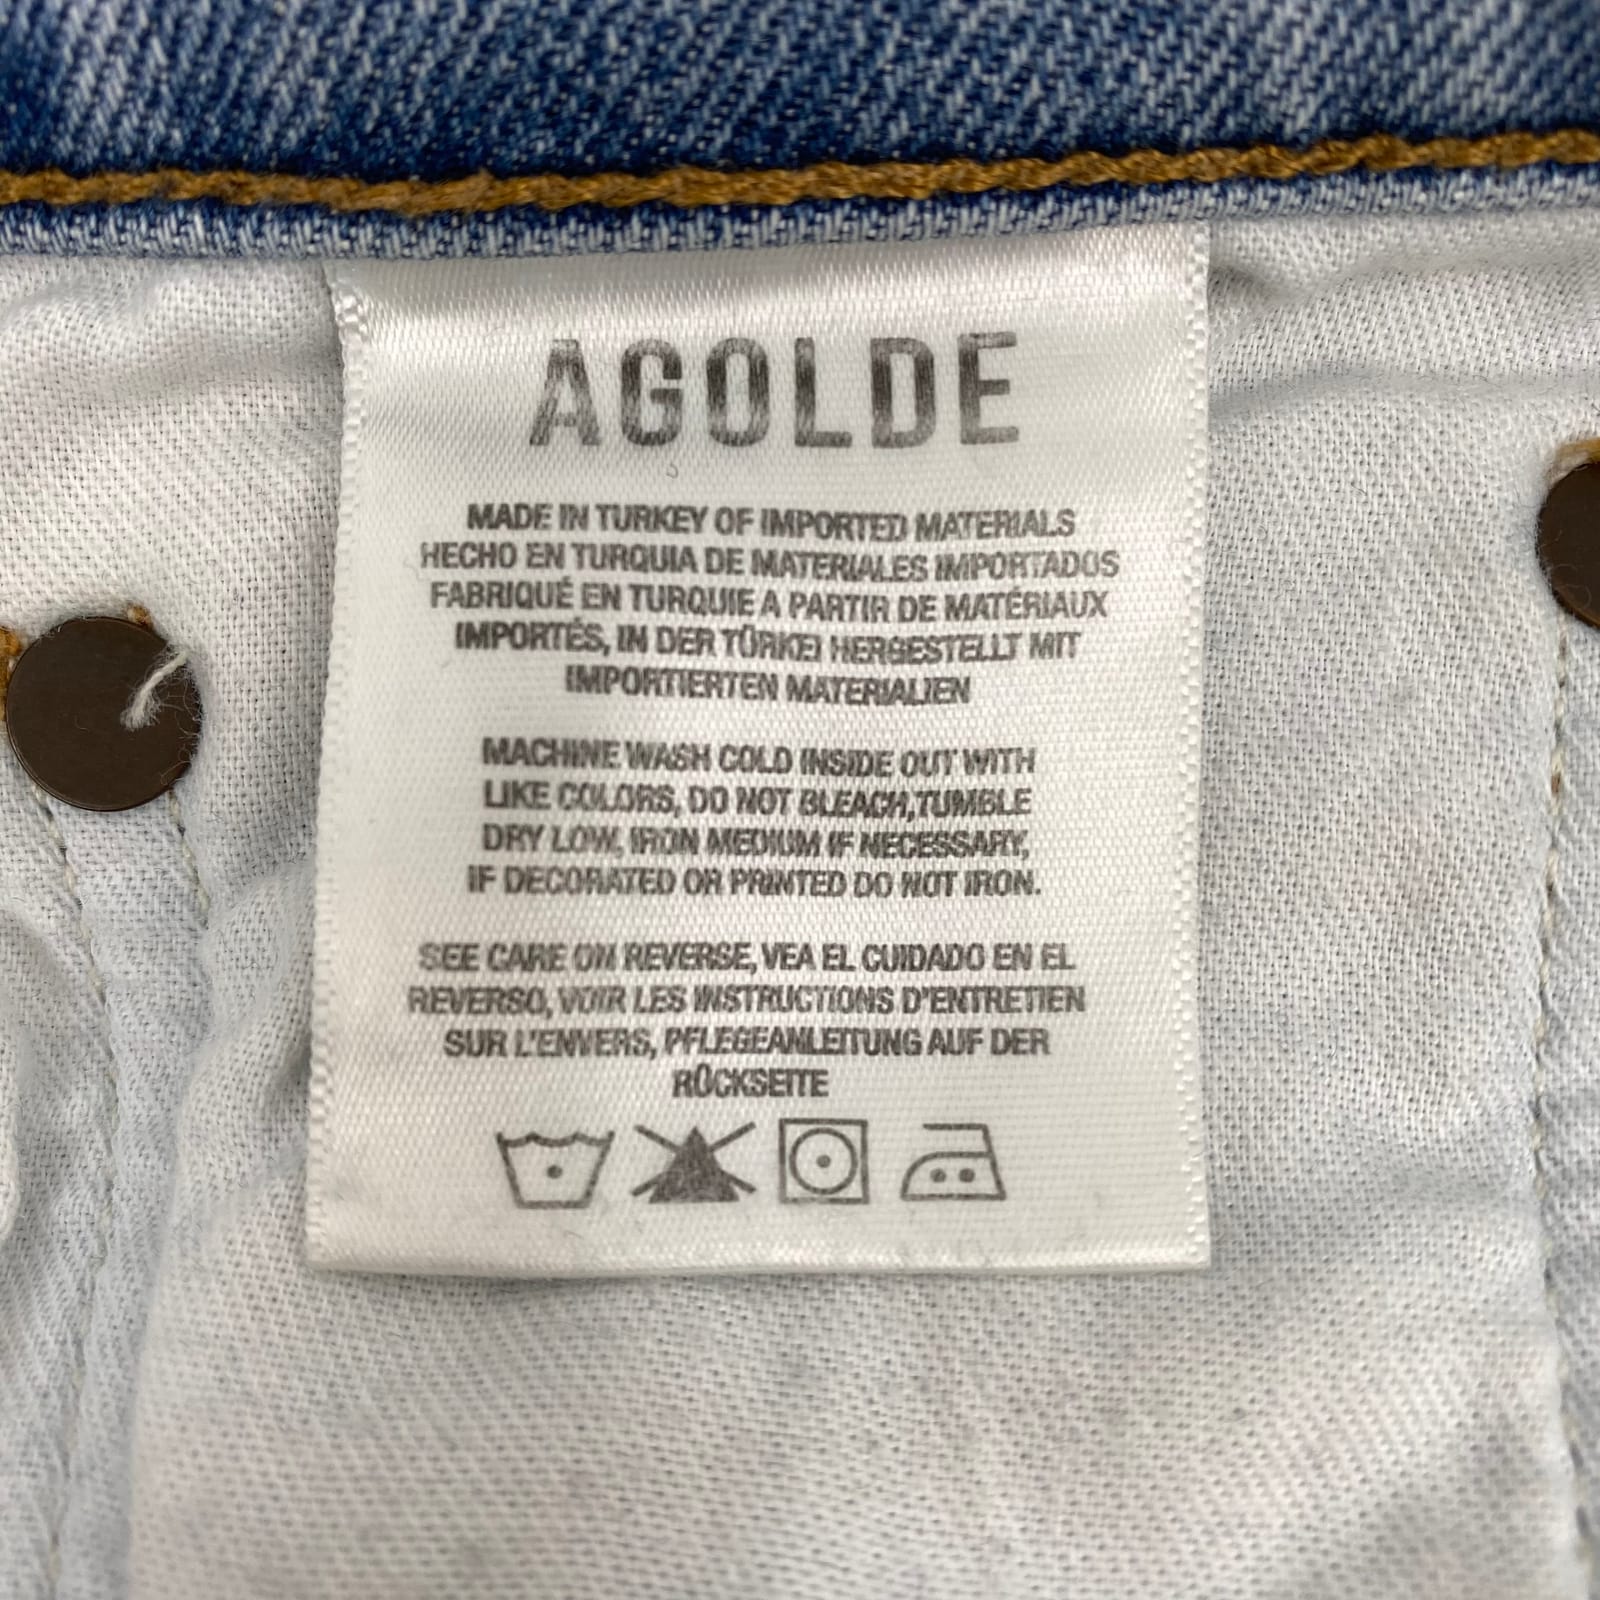 AGOLDE
MADE IN TURKEY OF IMPORTED MATERIALS
HECHO EN TURQUIA DE MATERIALES IMPORTADOS
FABRIQUÉ EN TURQUIE A PARTIR DE MATÉRIAUX
IMPORTÉS, IN DER TÜRKEI HERGESTELLT MIT
IMPORTIERTEN MATERIALIEN
MACHINE WASH COLD INSIDE OUT WITH
LIKE COLORS, DO NOT BLEACH,TUMBLE
DRY LOW, IRON MEDIUM IF NECESSARY,
IF DECORATED OR PRINTED DO NOT IRON.
SEE CARE ON REVERSE, VEA EL CUIDADO EN EL
REVERSO, VOIR LES INSTRUCTIONS D'ENTRETIEN
SUR L'ENVERS, PFLEGEANLEITUNG AUF DER
RÜCKSEITE